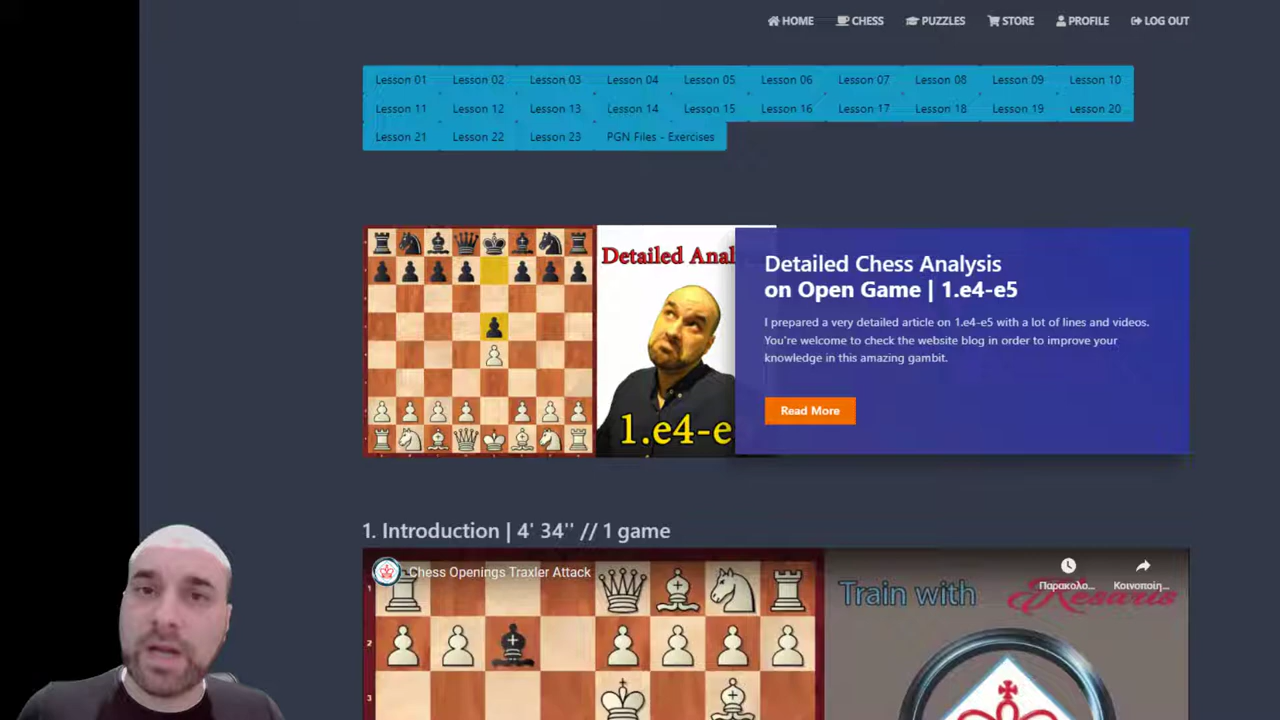 HOME CHESS PUZZLES STORE PROFILE LOG OUT
Lesson 01 Lesson 02 Lesson 03 Lesson 04 Lesson 05 Lesson 06 Lesson 07 Lesson 08 Lesson 09 Lesson 10
Lesson 11 Lesson 12 Lesson 13 Lesson 14 Lesson 15 Lesson 16 Lesson 17 Lesson 18 Lesson 19 Lesson 20
Lesson 21 Lesson 22 Lesson 23 PGN Files - Exercises
Detailed Anal
1.e4-e
Detailed Chess Analysis
on Open Game | 1.e4-e5
I prepared a very detailed article on 1.e4-e5 with a lot of lines and videos.
You're welcome to check the website blog in order to improve your
knowledge in this amazing gambit.
Read More
1. Introduction | 4' 34'' // 1 game
Chess Openings Traxler Attack
Παρακολο...
Κοινοποίη...
Train with
Kesaris
1
2
3